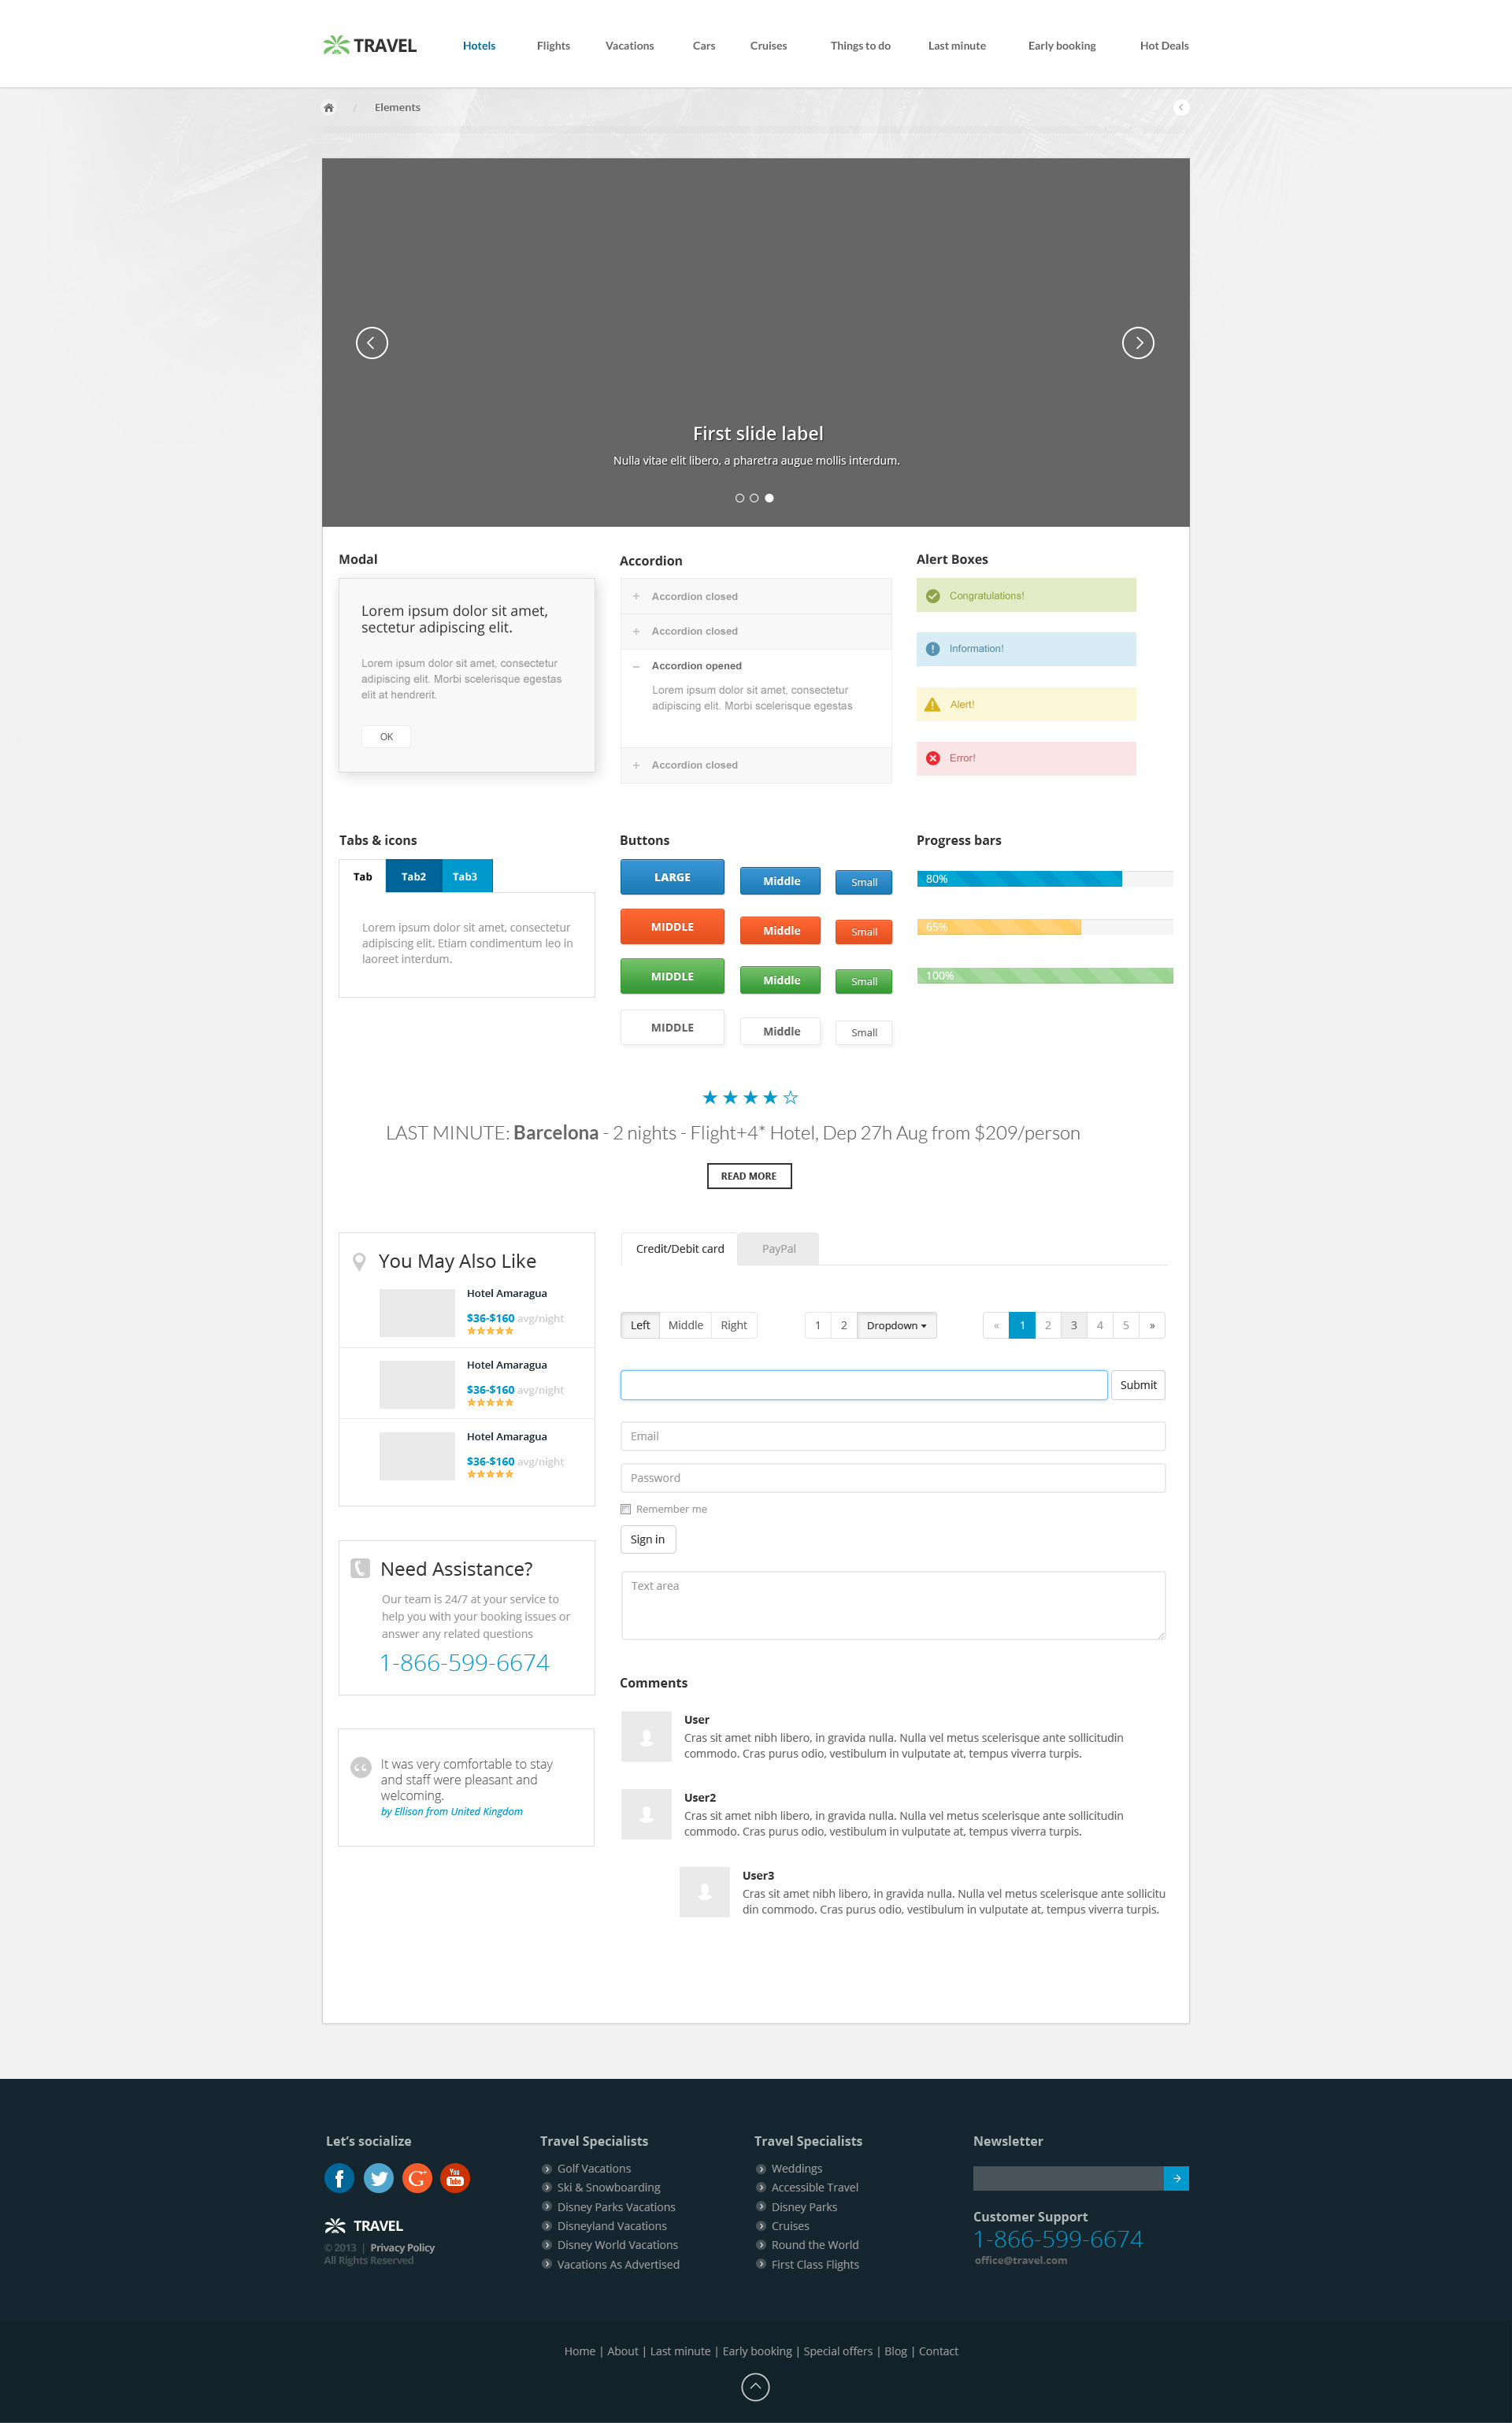 TRAVEL
Hotels Flights Vacations Cars Cruises Things to do Last minute Early booking Hot Deals
/ Elements
First slide label
Nulla vitae elit libero, a pharetra augue mollis interdum.
Modal
Lorem ipsum dolor sit amet,
sectetur adipiscing elit.
Lorem ipsum dolor sit amet, consectetur
adipiscing elit. Morbi scelerisque egestas
elit at hendrerit.
OK
Accordion
Accordion closed
Accordion closed
Accordion opened
Lorem ipsum dolor sit amet, consectetur
adipiscing elit. Morbi scelerisque egestas
Accordion closed
Alert Boxes
Congratulations!
Information!
Alert!
Error!
Tabs & icons
Tab Tab2 Tab3
Lorem ipsum dolor sit amet, consectetur
adipiscing elit. Etiam condimentum leo in
laoreet interdum.
Buttons
LARGE Middle Small
MIDDLE Middle Small
MIDDLE Middle Small
MIDDLE Middle Small
Progress bars
80%
65%
100%
LAST MINUTE: Barcelona - 2 nights - Flight+4* Hotel, Dep 27h Aug from $209/person
READ MORE
You May Also Like
Hotel Amaragua
$36-$160 avg/night
Hotel Amaragua
$36-$160 avg/night
Hotel Amaragua
$36-$160 avg/night
Need Assistance?
Our team is 24/7 at your service to
help you with your booking issues or
answer any related questions
1-866-599-6674
It was very comfortable to stay
and staff were pleasant and
welcoming.
by Ellison from United Kingdom
Credit/Debit card PayPal
Left Middle Right 1 2 Dropdown « 1 2 3 4 5 »
Submit
Email
Password
Remember me
Sign in
Text area
Comments
User
Cras sit amet nibh libero, in gravida nulla. Nulla vel metus scelerisque ante sollicitudin
commodo. Cras purus odio, vestibulum in vulputate at, tempus viverra turpis.
User2
Cras sit amet nibh libero, in gravida nulla. Nulla vel metus scelerisque ante sollicitudin
commodo. Cras purus odio, vestibulum in vulputate at, tempus viverra turpis.
User3
Cras sit amet nibh libero, in gravida nulla. Nulla vel metus scelerisque ante sollicitu
din commodo. Cras purus odio, vestibulum in vulputate at, tempus viverra turpis.
Let's socialize
f G+ You Tube
TRAVEL
© 2013 | Privacy Policy
All Rights Reserved
Travel Specialists
Golf Vacations
Ski & Snowboarding
Disney Parks Vacations
Disneyland Vacations
Disney World Vacations
Vacations As Advertised
Travel Specialists
Weddings
Accessible Travel
Disney Parks
Cruises
Round the World
First Class Flights
Newsletter
Customer Support
1-866-599-6674
office@travel.com
Home | About | Last minute | Early booking | Special offers | Blog | Contact